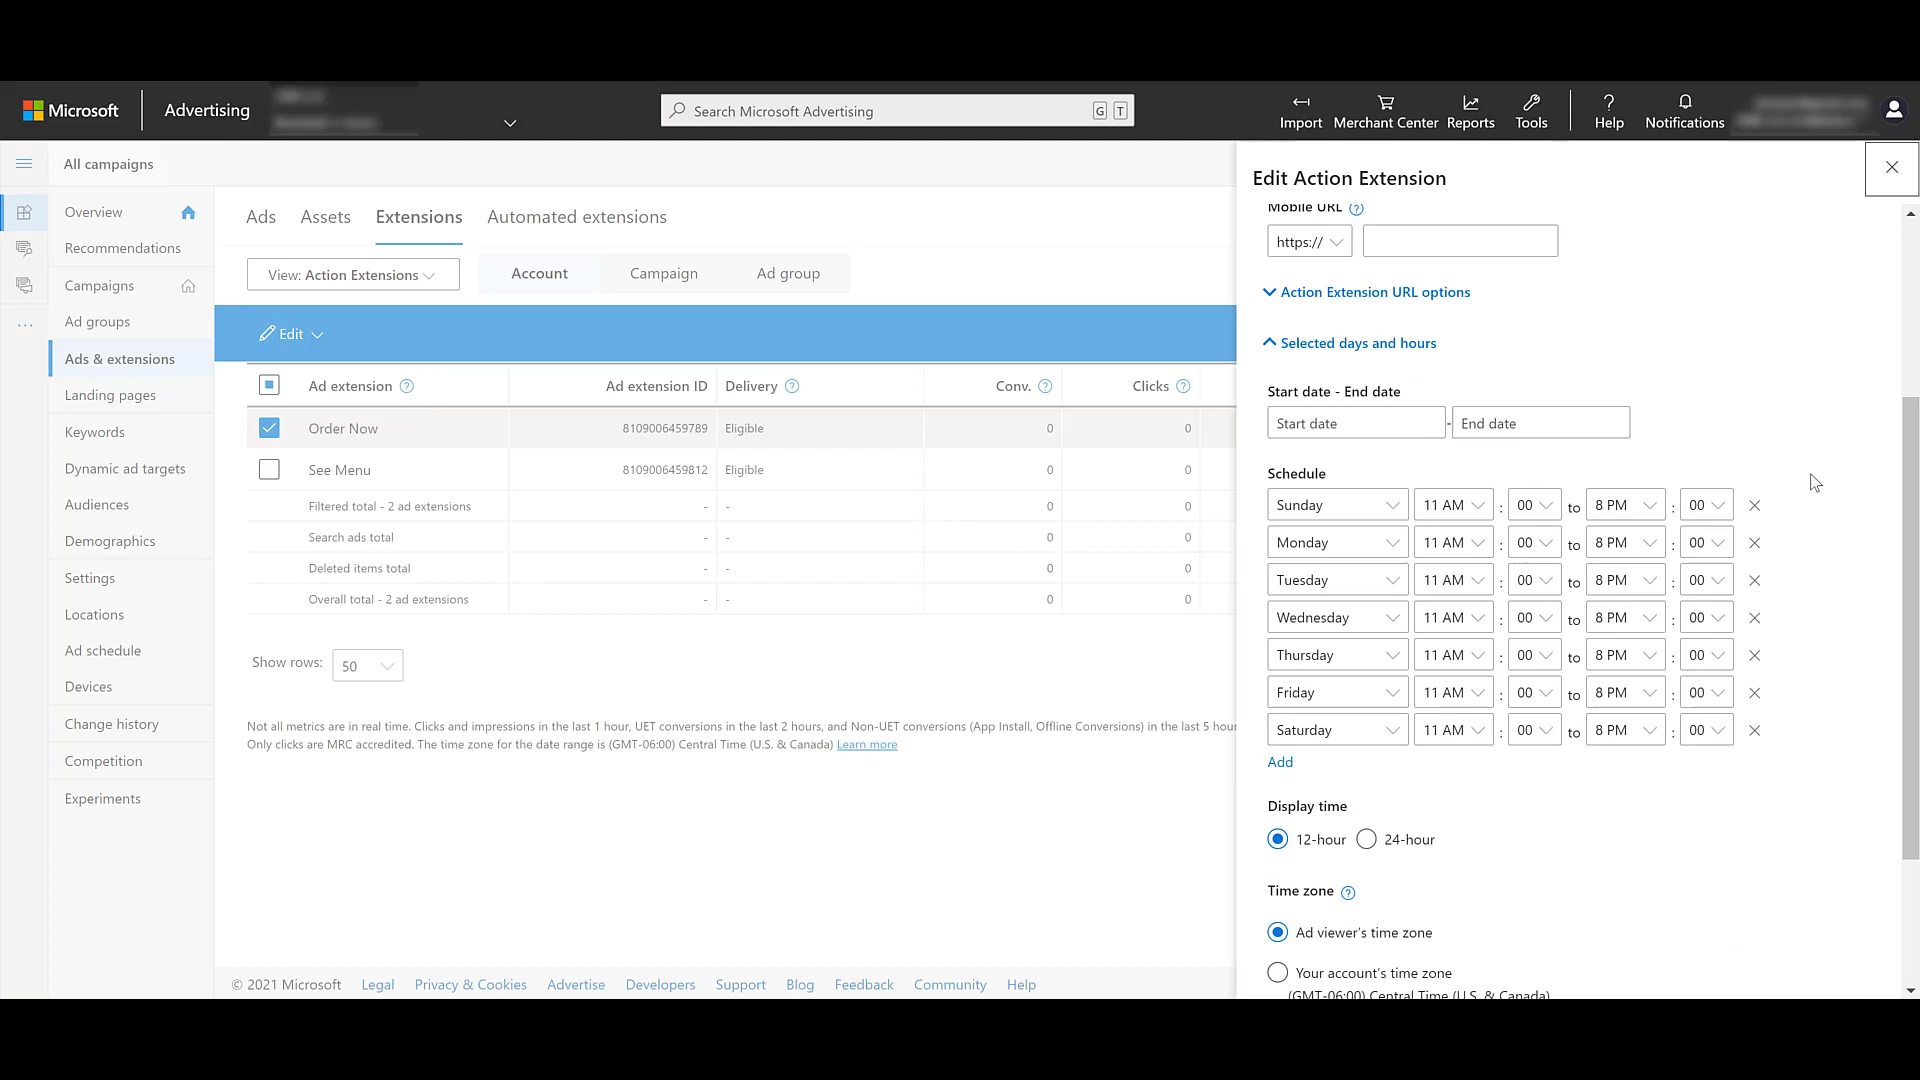 Microsoft
Advertising
Search Microsoft Advertising
G T
Import
Merchant Center
Reports
Tools
Help
Notifications
All campaigns
Overview
Recommendations
Campaigns
Ad groups
Ads & extensions
Landing pages
Keywords
Dynamic ad targets
Audiences
Demographics
Settings
Locations
Ad schedule
Devices
Change history
Competition
Experiments
Ads
Assets
Extensions
Automated extensions
View: Action Extensions
Account
Campaign
Ad group
Edit
Ad extension Ad extension ID Delivery Conv. Clicks
Order Now 8109006459789 Eligible 0 0
See Menu 8109006459812 Eligible 0 0
Filtered total - 2 ad extensions - - 0 0
Search ads total - - 0 0
Deleted items total - - 0 0
Overall total - 2 ad extensions - - 0 0
Show rows: 50
Not all metrics are in real time. Clicks and impressions in the last 1 hour, UET conversions in the last 2 hours, and Non-UET conversions (App Install, Offline Conversions) in the last 5 hour
Only clicks are MRC accredited. The time zone for the date range is (GMT-06:00) Central Time (U.S. & Canada) Learn more
© 2021 Microsoft Legal Privacy & Cookies Advertise Developers Support Blog Feedback Community Help
Edit Action Extension
Mobile URL
https://
Action Extension URL options
Selected days and hours
Start date - End date
Start date - End date
Schedule
Sunday 11 AM : 00 to 8 PM : 00
Monday 11 AM : 00 to 8 PM : 00
Tuesday 11 AM : 00 to 8 PM : 00
Wednesday 11 AM : 00 to 8 PM : 00
Thursday 11 AM : 00 to 8 PM : 00
Friday 11 AM : 00 to 8 PM : 00
Saturday 11 AM : 00 to 8 PM : 00
Add
Display time
12-hour 24-hour
Time zone
Ad viewer's time zone
Your account's time zone
(GMT-06:00) Central Time (U.S. & Canada)